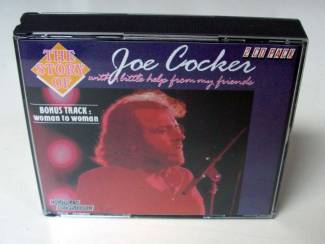 THE
STORY
OF
Joe Cocker
2 CD PACK
with a little help from my friends
BONUS TRACK :
woman to woman